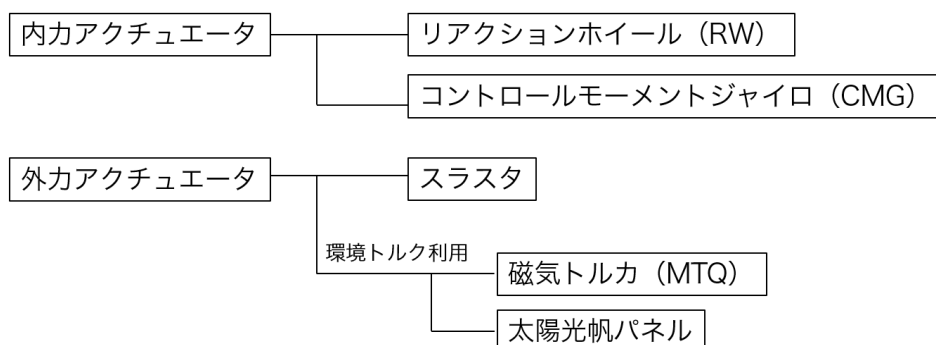 内力アクチュエータ
リアクションホイール（RW）
コントロールモーメントジャイロ（CMG）
外力アクチュエータ
スラスタ
環境トルク利用
磁気トルカ（MTQ）
太陽光帆パネル